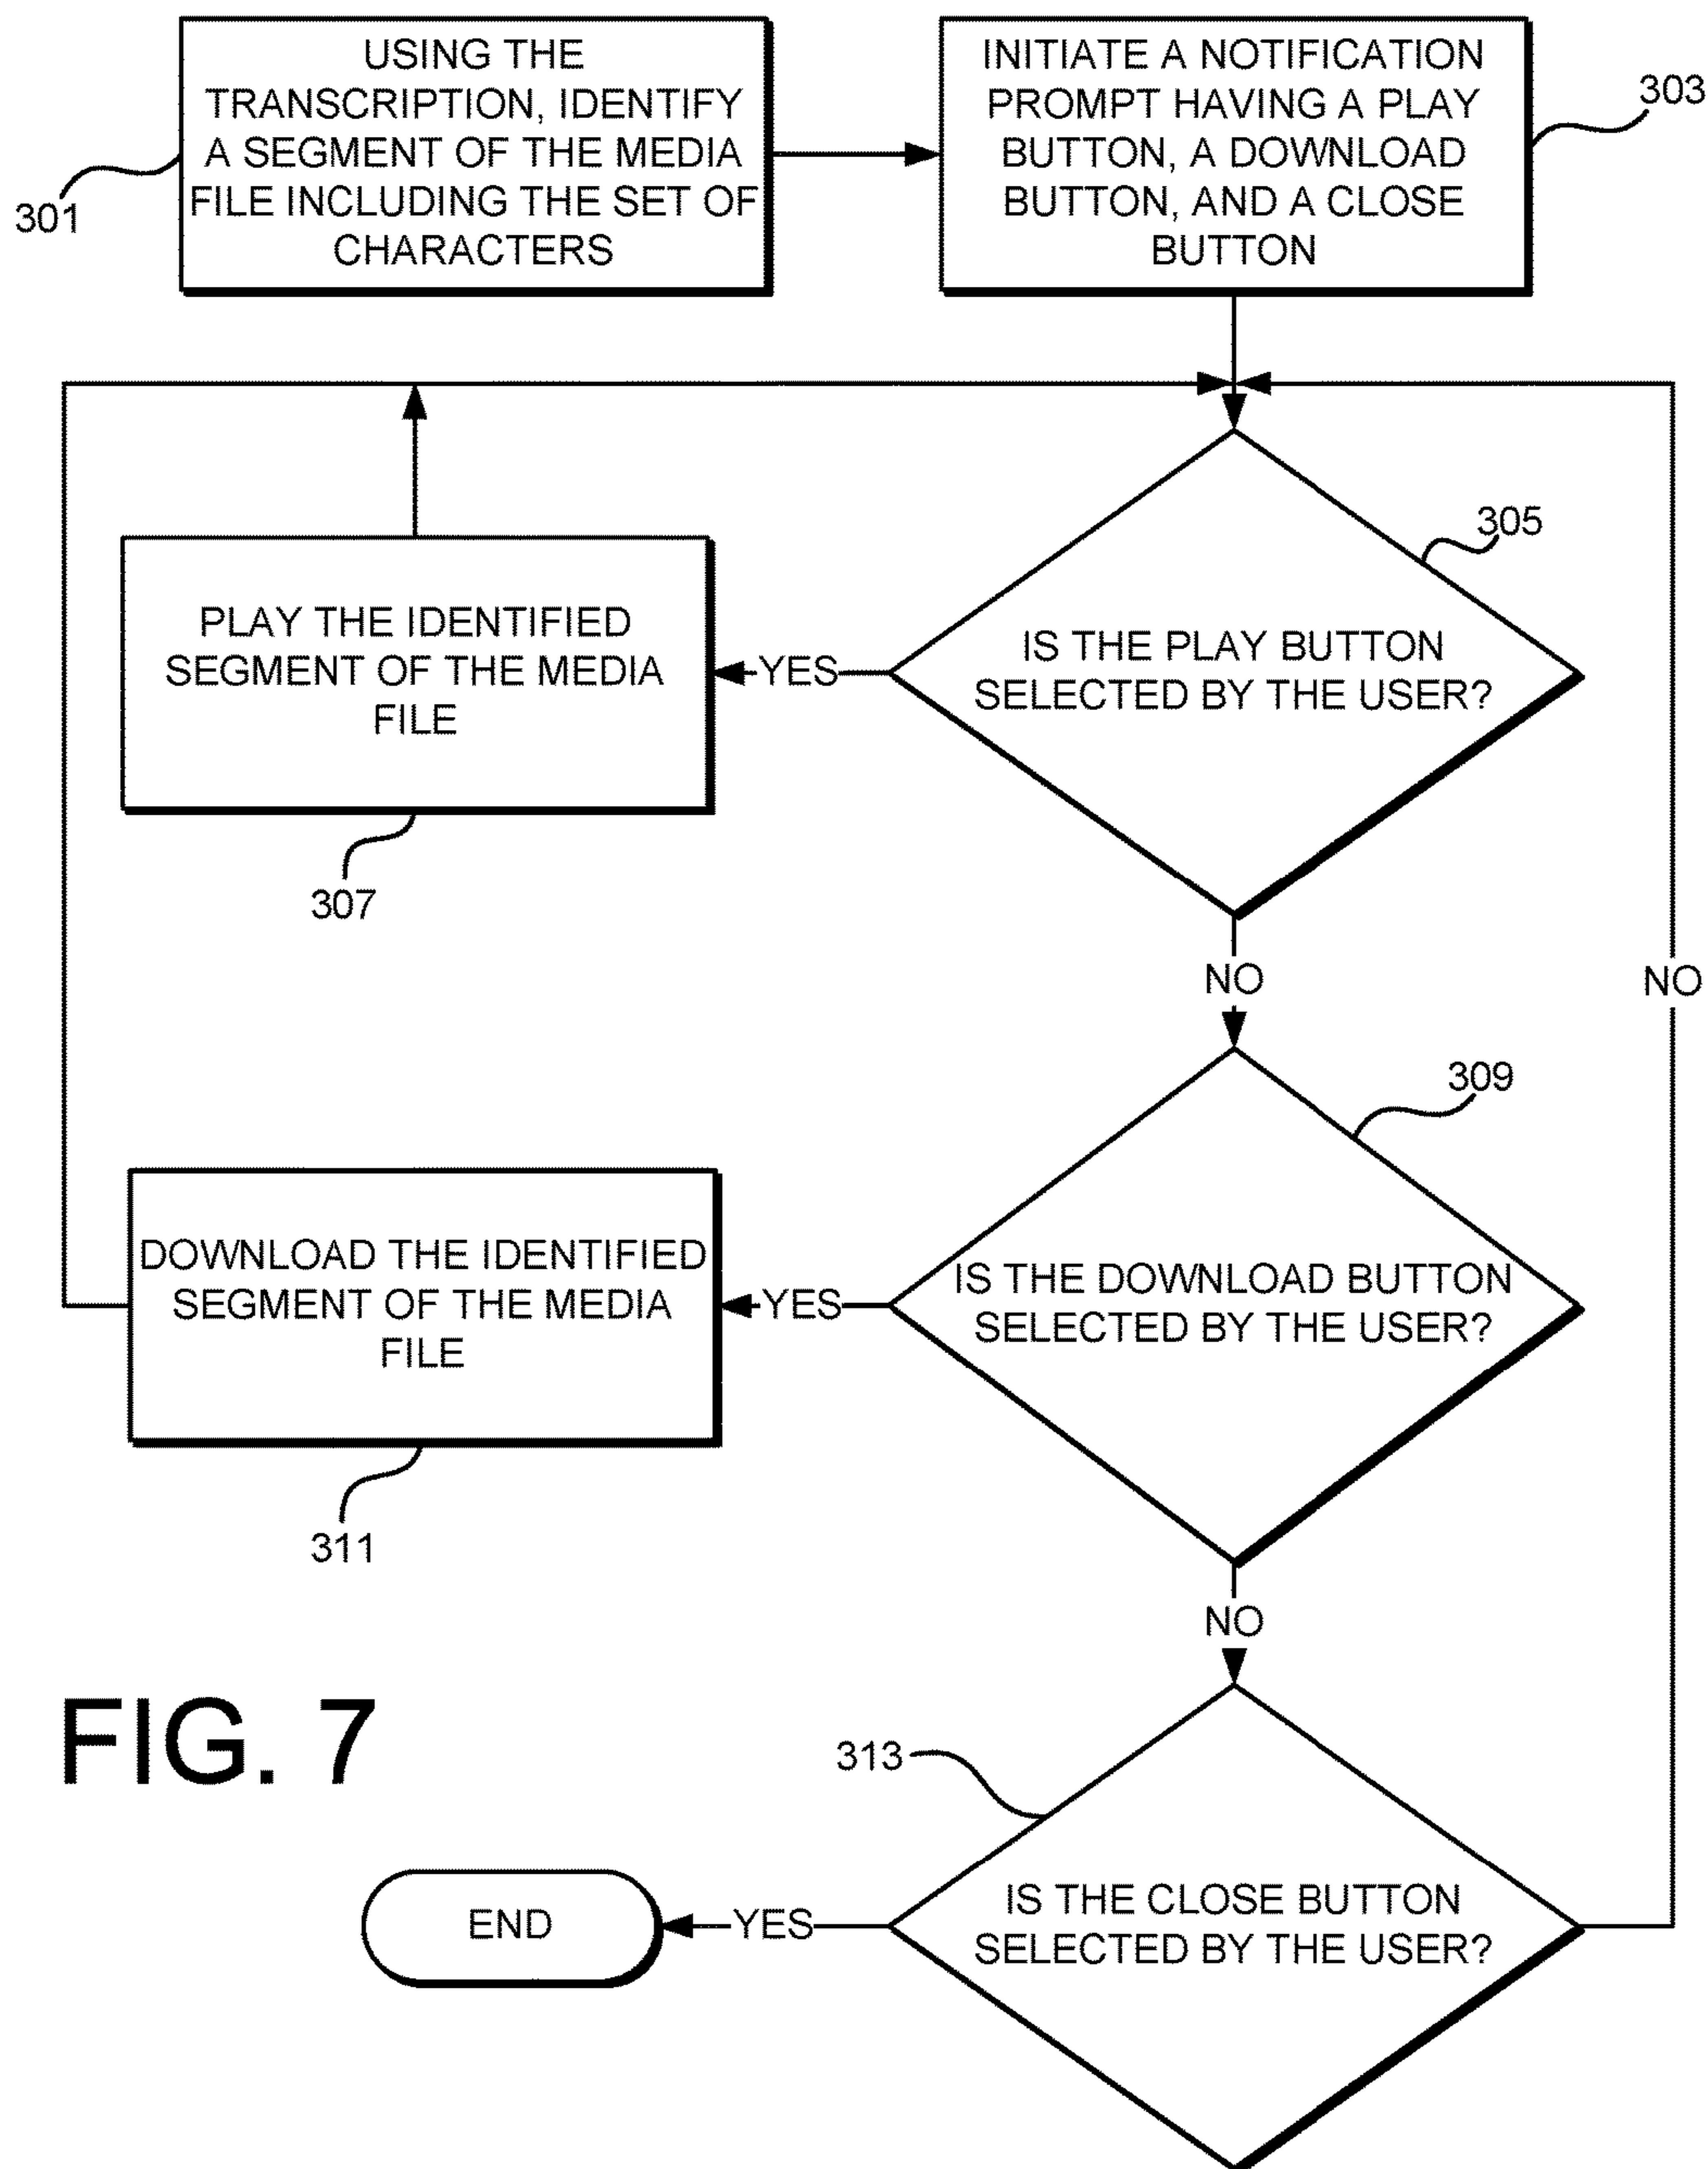 USING THE
TRANSCRIPTION, IDENTIFY
A SEGMENT OF THE MEDIA
FILE INCLUDING THE SET OF
CHARACTERS
301
INITIATE A NOTIFICATION
PROMPT HAVING A PLAY
BUTTON, A DOWNLOAD
BUTTON, AND A CLOSE
BUTTON
303
305
IS THE PLAY BUTTON
SELECTED BY THE USER?
YES
PLAY THE IDENTIFIED
SEGMENT OF THE MEDIA
FILE
307
NO
NO
309
IS THE DOWNLOAD BUTTON
SELECTED BY THE USER?
YES
DOWNLOAD THE IDENTIFIED
SEGMENT OF THE MEDIA
FILE
311
NO
FIG. 7
313
IS THE CLOSE BUTTON
SELECTED BY THE USER?
YES
END